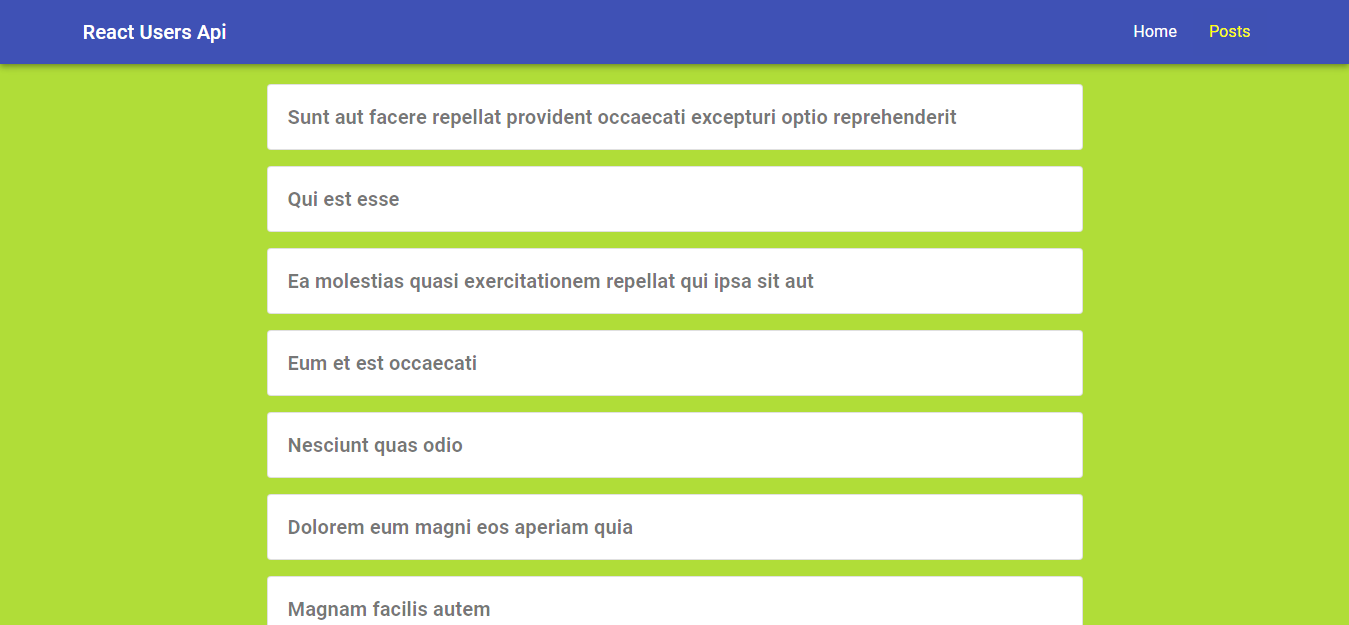 React Users Api
Home
Posts
Sunt aut facere repellat provident occaecati excepturi optio reprehenderit
Qui est esse
Ea molestias quasi exercitationem repellat qui ipsa sit aut
Eum et est occaecati
Nesciunt quas odio
Dolorem eum magni eos aperiam quia
Magnam facilis autem